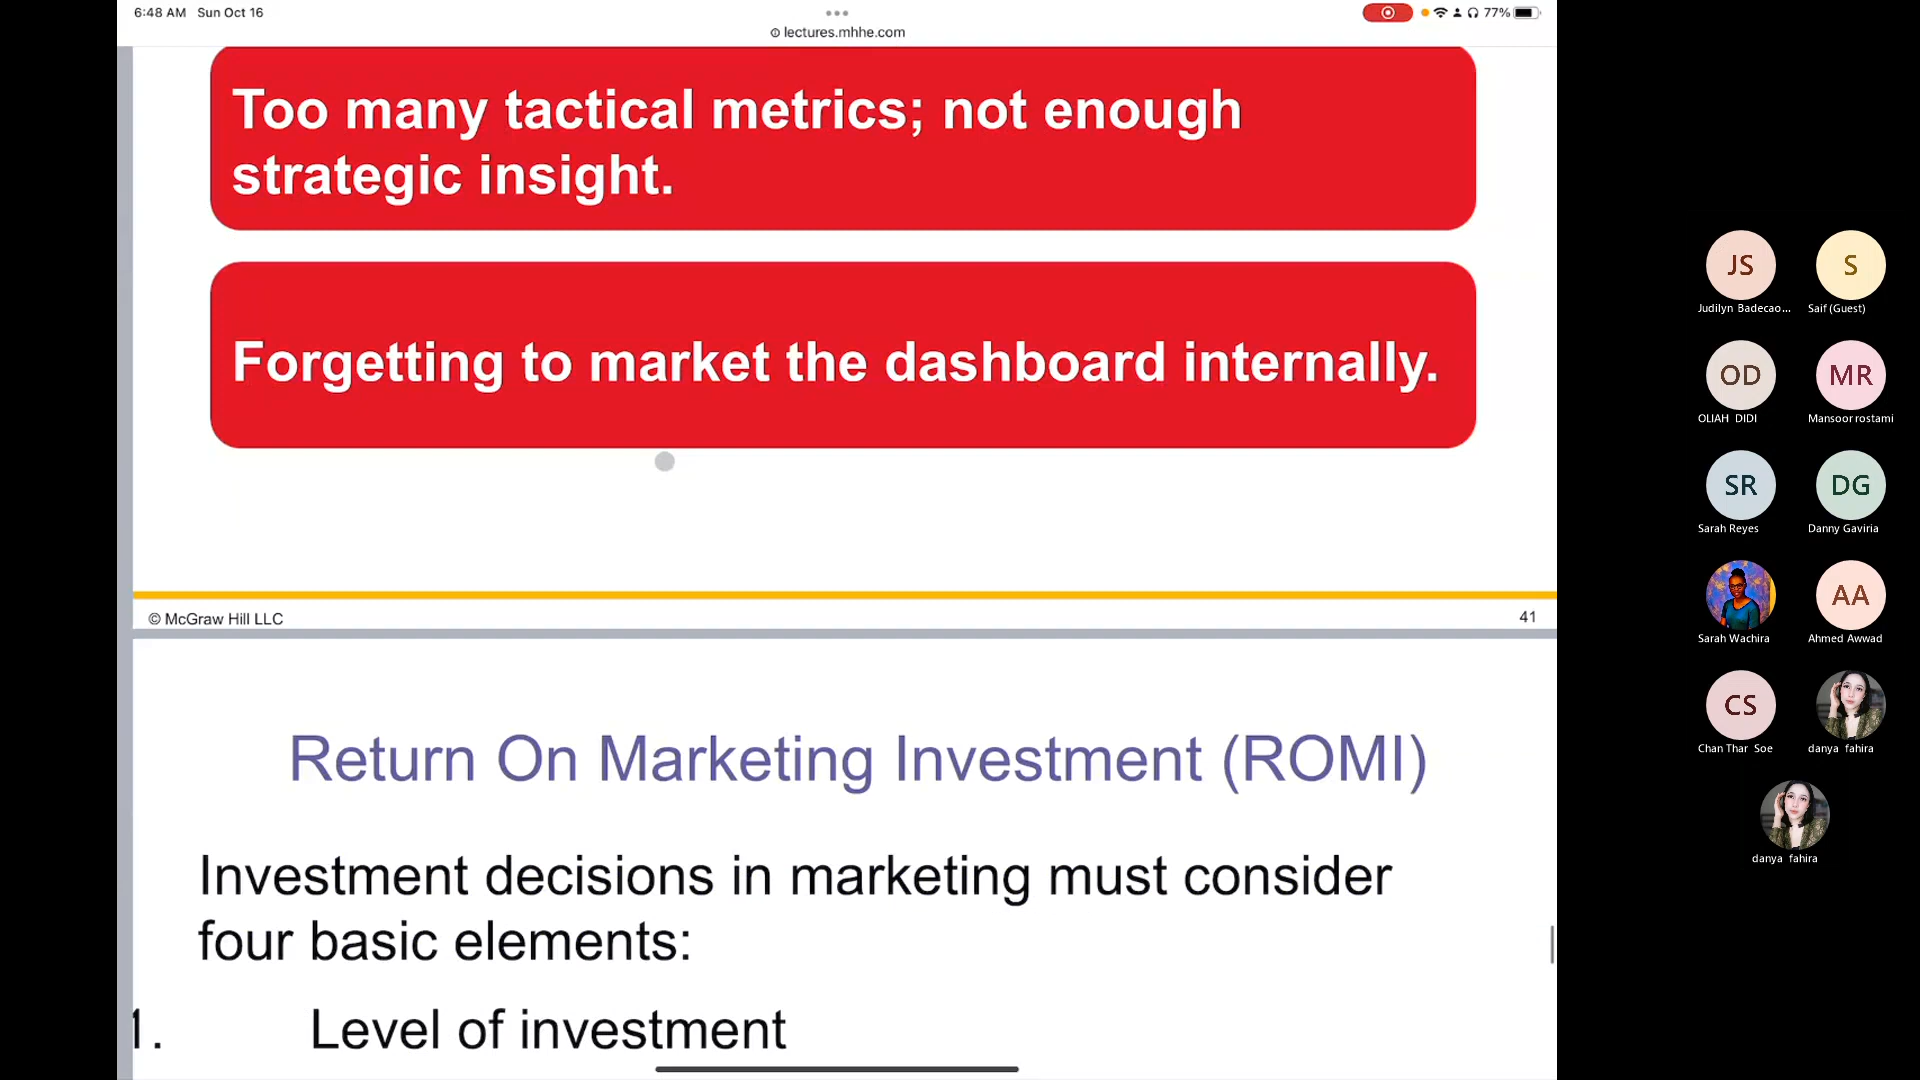 6:48 AM Sun Oct 16
77%
lectures.mhhe.com
Too many tactical metrics; not enough
strategic insight.
Forgetting to market the dashboard internally.
© McGraw Hill LLC
41
Return On Marketing Investment (ROMI)
Investment decisions in marketing must consider
four basic elements:
1. Level of investment
JS
S
Judilyn Badecao...
Saif (Guest)
OD
MR
OLIAH DIDI
Mansoor rostami
SR
DG
Sarah Reyes
Danny Gaviria
AA
Sarah Wachira
Ahmed Awwad
CS
Chan Thar Soe
danya fahira
danya fahira